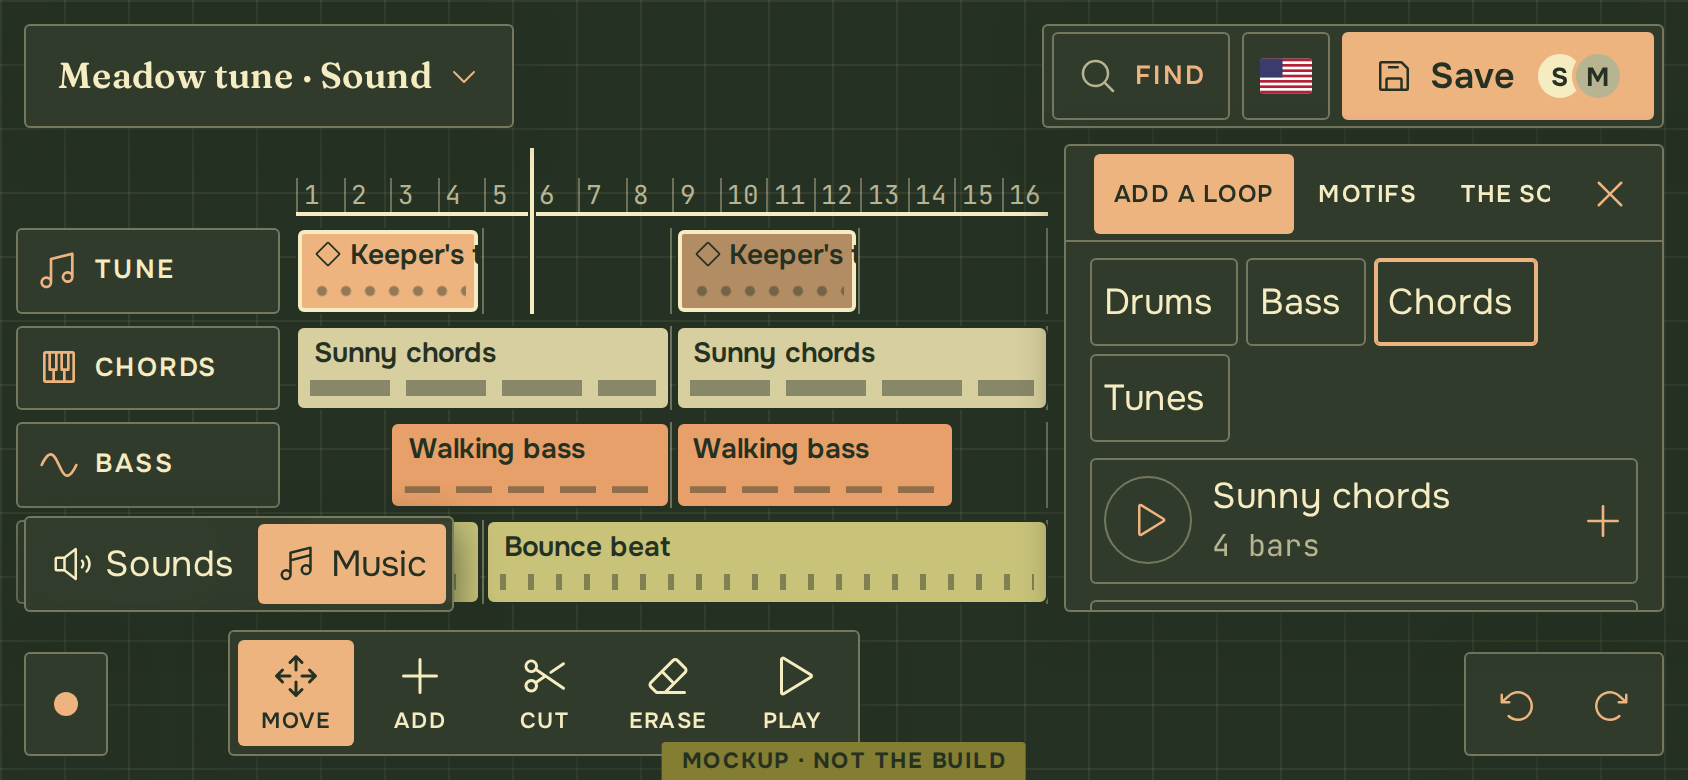 Meadow tune · Sound
FIND
Save
S
M
1 2 3 4 5 6 7 8 9 10 11 12 13 14 15 16
ADD A LOOP
MOTIFS
THE SC
TUNE
Keeper's t
Keeper's t
Drums
Bass
Chords
CHORDS
Sunny chords
Sunny chords
Tunes
BASS
Walking bass
Walking bass
Sunny chords
4 bars
Sounds
Music
Bounce beat
MOVE
ADD
CUT
ERASE
PLAY
MOCKUP · NOT THE BUILD